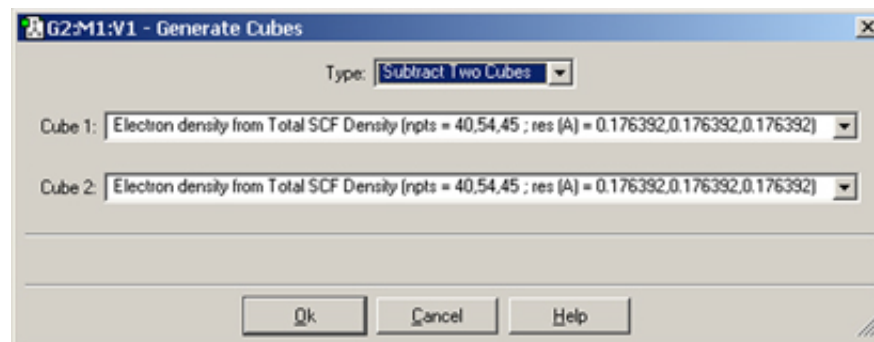 G2:M1:V1 - Generate Cubes
Type: Subtract Two Cubes
Cube 1: Electron density from Total SCF Density (npts = 40,54,45 ; res (A) = 0.176392,0.176392,0.176392)
Cube 2: Electron density from Total SCF Density (npts = 40,54,45 ; res (A) = 0.176392,0.176392,0.176392)
Ok Cancel Help